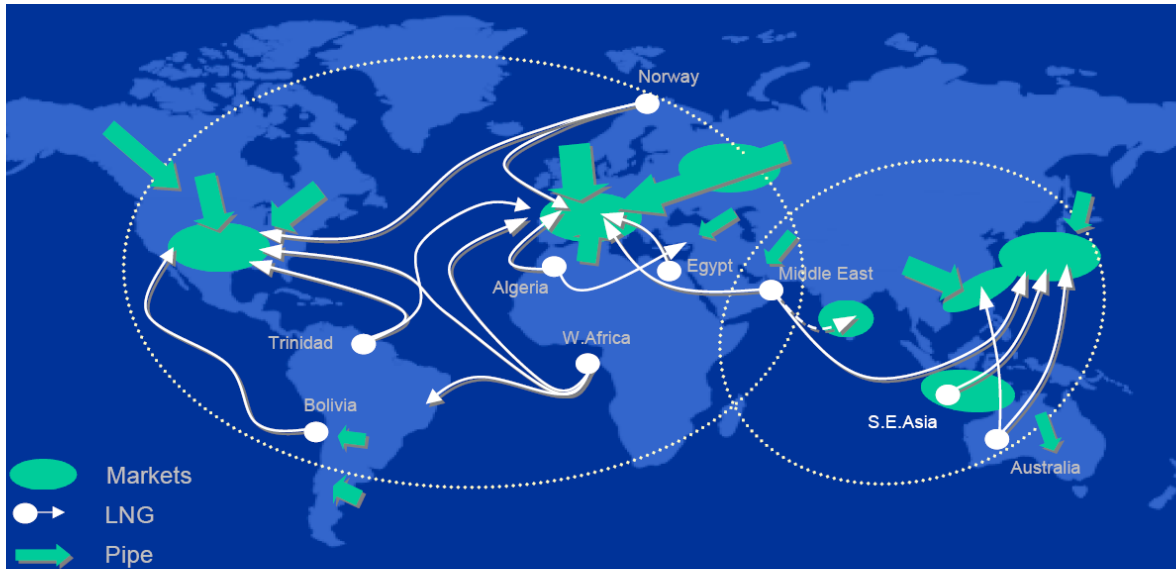 Norway
Algeria
Egypt
Middle East
Trinidad
W.Africa
Bolivia
S.E.Asia
Australia
Markets
LNG
Pipe